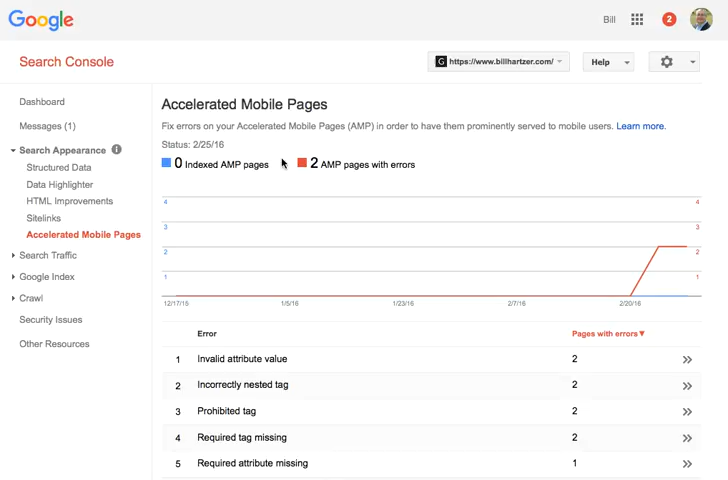 Google
Bill
2
Search Console
G https://www.billhartzer.com/
Help
Dashboard
Messages (1)
Search Appearance i
Structured Data
Data Highlighter
HTML Improvements
Sitelinks
Accelerated Mobile Pages
Search Traffic
Google Index
Crawl
Security Issues
Other Resources
Accelerated Mobile Pages
Fix errors on your Accelerated Mobile Pages (AMP) in order to have them prominently served to mobile users. Learn more.
Status: 2/25/16
0 Indexed AMP pages 2 AMP pages with errors
4 4
3 3
2 2
1 1
12/17/15 1/5/16 1/23/16 2/7/16 2/20/16
Error Pages with errors▼
1 Invalid attribute value 2 »
2 Incorrectly nested tag 2 »
3 Prohibited tag 2 »
4 Required tag missing 2 »
5 Required attribute missing 1 »